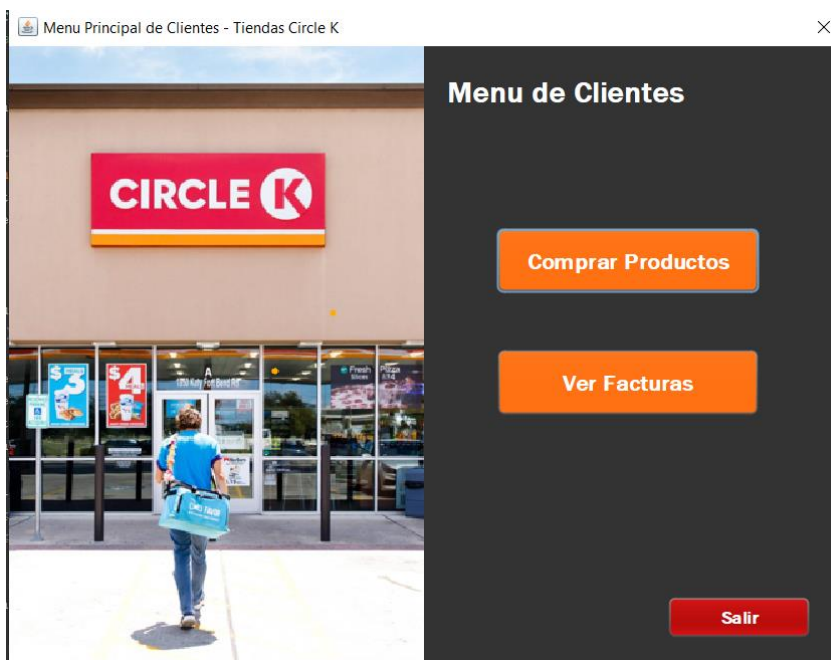 Menu Principal de Clientes - Tiendas Circle K
Menu de Clientes
CIRCLE K
Comprar Productos
$3
$4
A
Fresh Pizza
Ver Facturas
Salir